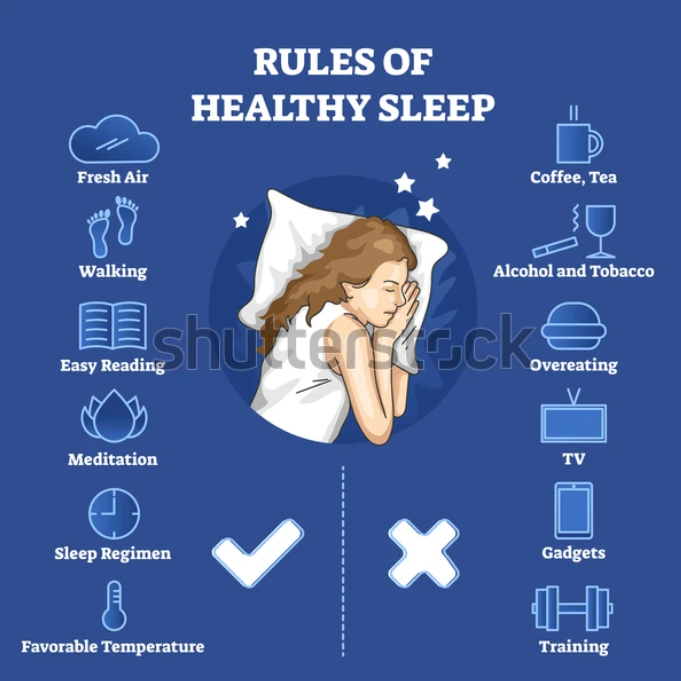 RULES OF
HEALTHY SLEEP
Fresh Air
Walking
Easy Reading
Meditation
Sleep Regimen
Favorable Temperature
Coffee, Tea
Alcohol and Tobacco
Overeating
TV
Gadgets
Training
shutterstock